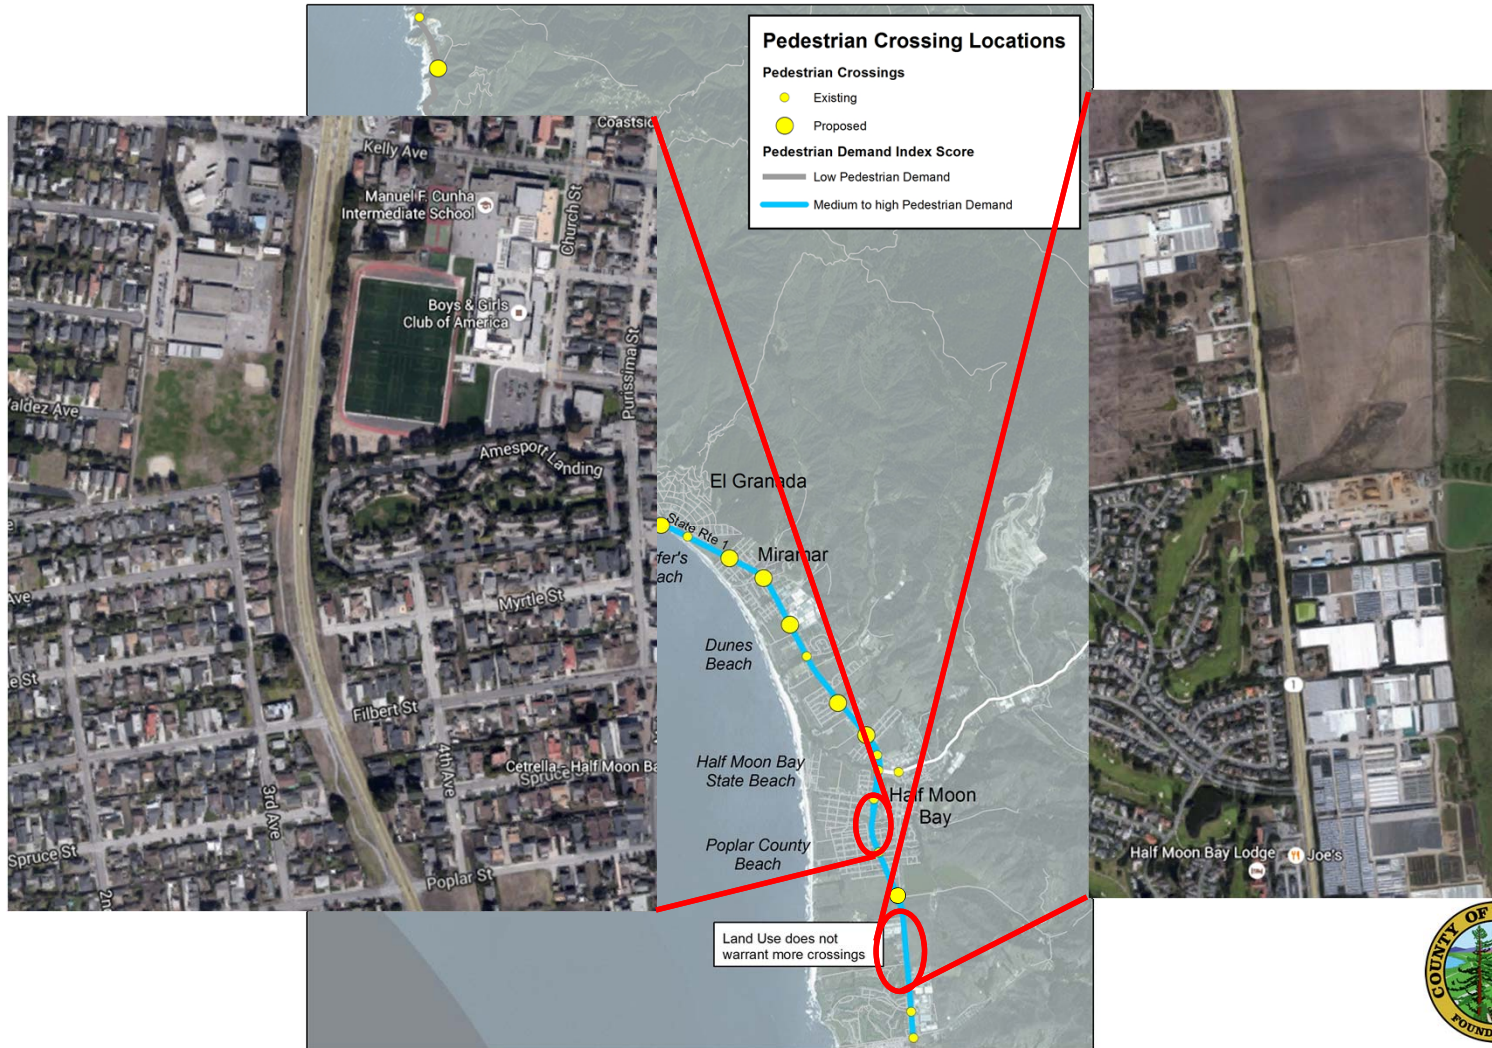 Pedestrian Crossing Locations
Pedestrian Crossings
Existing
Proposed
Pedestrian Demand Index Score
Low Pedestrian Demand
Medium to high Pedestrian Demand
Coastsid
Kelly Ave
Manuel F. Cunha
Intermediate School
Church St
Boys & Girls
Club of America
Purissima St
Valdez Ave
Amesport Landing
Ave
Myrtle St
e St
Filbert St
4th Ave
Cetrella - Half Moon Ba
Spruce S
3rd Ave
Spruce St
2nd
Poplar St
El Granada
State Rte 1
Miramar
fer's
ach
Dunes
Beach
Half Moon Bay
State Beach
Half Moon
Bay
Poplar County
Beach
Land Use does not
warrant more crossings
1
Half Moon Bay Lodge
Joe's
COUNTY OF
FOUND